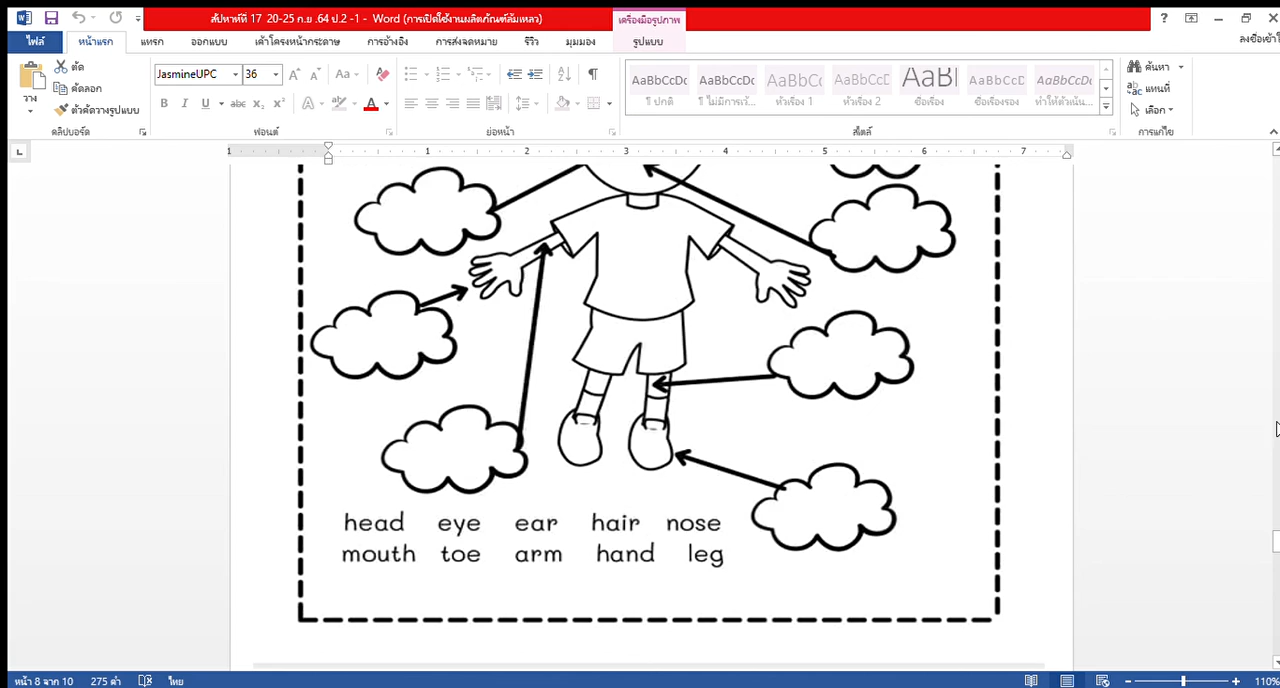 สัปดาห์ที่ 17 20-25 ก.ย .64 ป.2 -1 - Word (การเปิดใช้งานผลิตภัณฑ์ล้มเหลว)
เครื่องมือรูปภาพ
ไฟล์ หน้าแรก แทรก ออกแบบ เค้าโครงหน้ากระดาษ การอ้างอิง การส่งจดหมาย รีวิว มุมมอง รูปแบบ
ลงชื่อเข้าใ
วาง
ตัด
คัดลอก
ตัวคัดวางรูปแบบ
คลิปบอร์ด
JasmineUPC 36
ฟอนต์
ย่อหน้า
AaBbCcDc AaBbCcDc AaBbCc AaBbCcD AaBl AaBbCcD AaBbCcDc
¶ ปกติ ¶ ไม่มีการเว้... หัวเรื่อง 1 หัวเรื่อง 2 ชื่อเรื่อง ชื่อเรื่องรอง ทำให้ตัวเน้น...
สไตล์
ค้นหา
แทนที่
เลือก
การแก้ไข
1 1 2 3 4 5 6 7
head eye ear hair nose
mouth toe arm hand leg
หน้า 8 จาก 10 275 คำ ไทย 110%